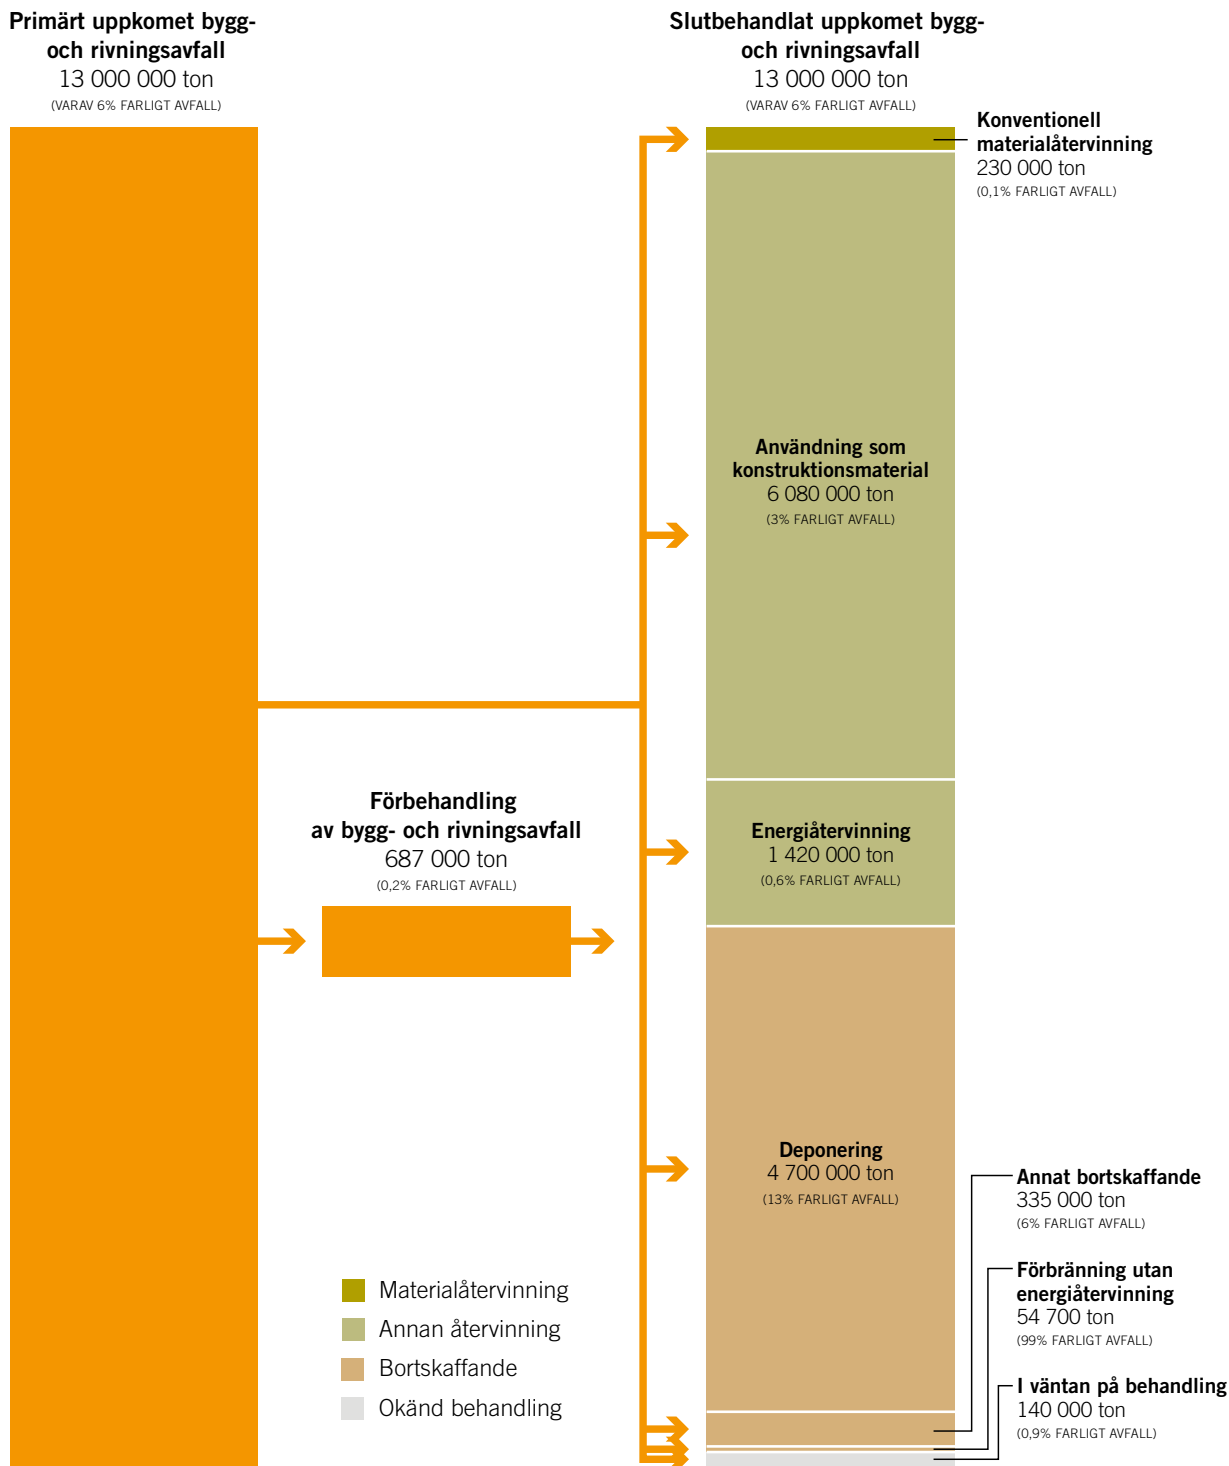 Primärt uppkomet bygg-
och rivningsavfall
13 000 000 ton
(VARAV 6% FARLIGT AVFALL)
Slutbehandlat uppkomet bygg-
och rivningsavfall
13 000 000 ton
(VARAV 6% FARLIGT AVFALL)
Konventionell
materialåtervinning
230 000 ton
(0,1% FARLIGT AVFALL)
Användning som
konstruktionsmaterial
6 080 000 ton
(3% FARLIGT AVFALL)
Förbehandling
av bygg- och rivningsavfall
687 000 ton
(0,2% FARLIGT AVFALL)
Energiåtervinning
1 420 000 ton
(0,6% FARLIGT AVFALL)
Deponering
4 700 000 ton
(13% FARLIGT AVFALL)
Annat bortskaffande
335 000 ton
(6% FARLIGT AVFALL)
Förbränning utan
energiåtervinning
54 700 ton
(99% FARLIGT AVFALL)
I väntan på behandling
140 000 ton
(0,9% FARLIGT AVFALL)
Materialåtervinning
Annan återvinning
Bortskaffande
Okänd behandling